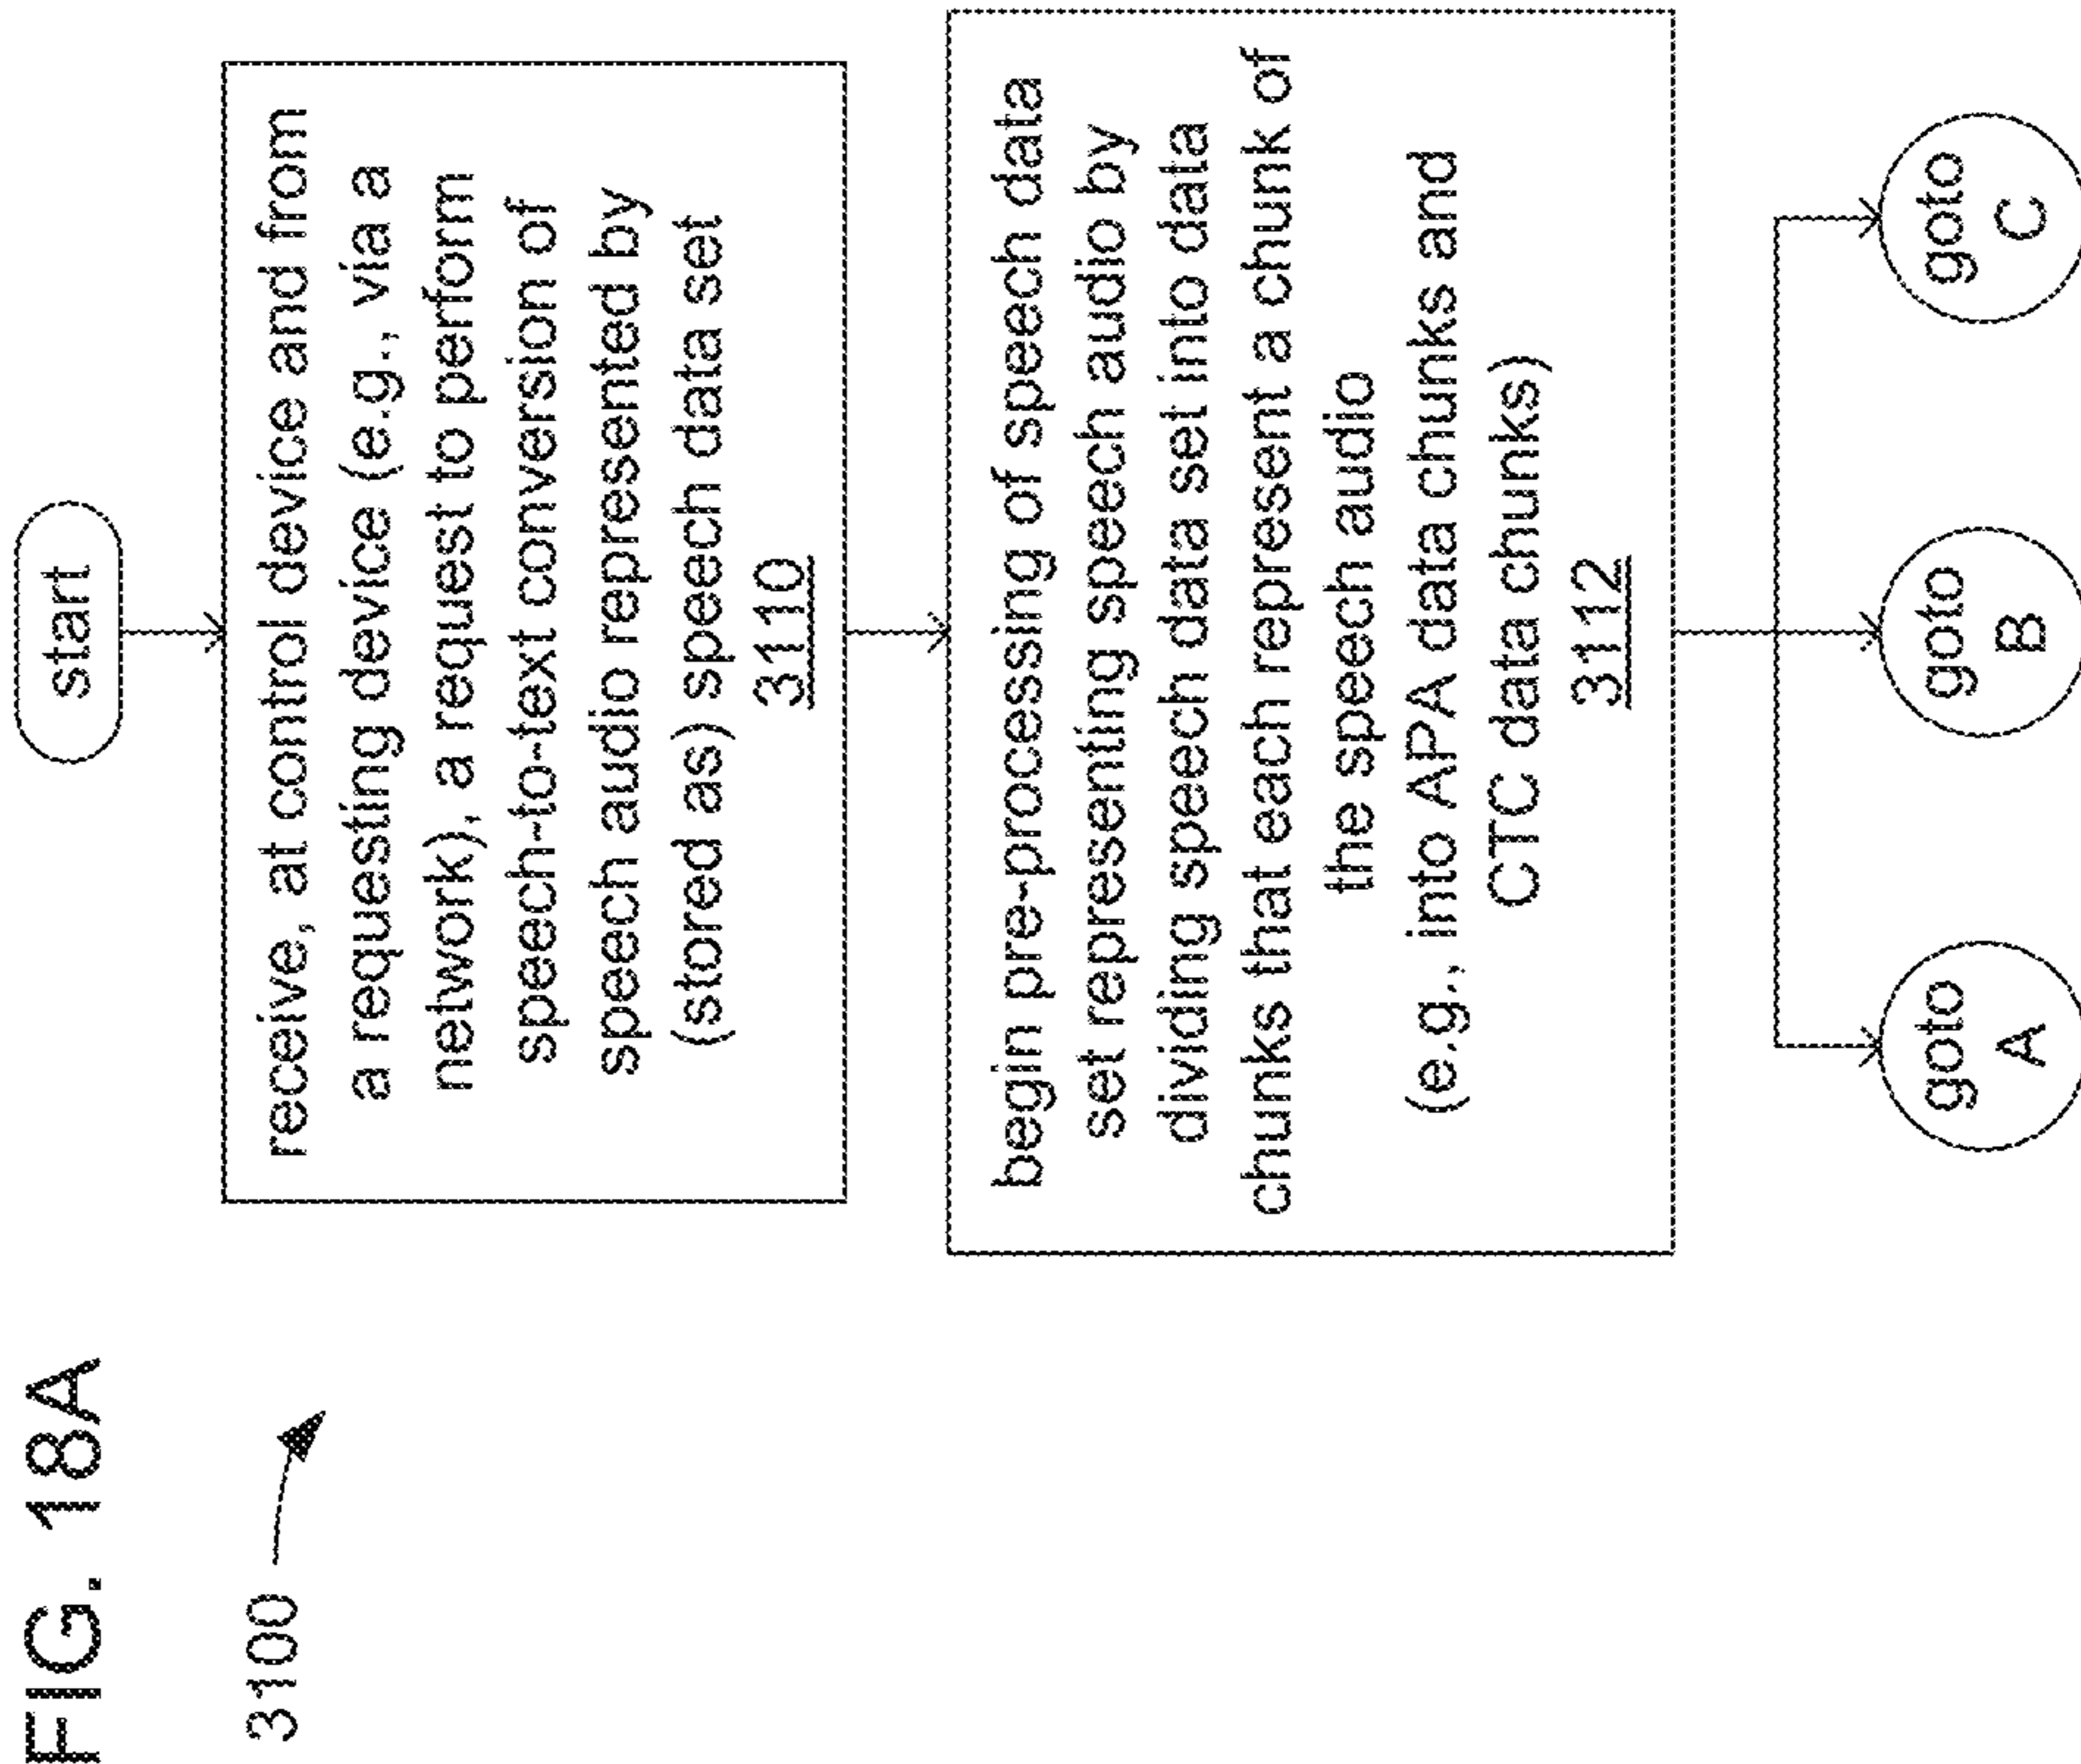 FIG. 18A
3100
start
receive, at control device and from
a requesting device (e.g., via a
network), a request to perform
speech-to-text conversion of
speech audio represented by
(stored as) speech data set
3110
begin pre-processing of speech data
set representing speech audio by
dividing speech data set into data
chunks that each represent a chunk of
the speech audio
(e.g., into APA data chunks and
CTC data chunks)
3112
goto
A
goto
B
goto
C